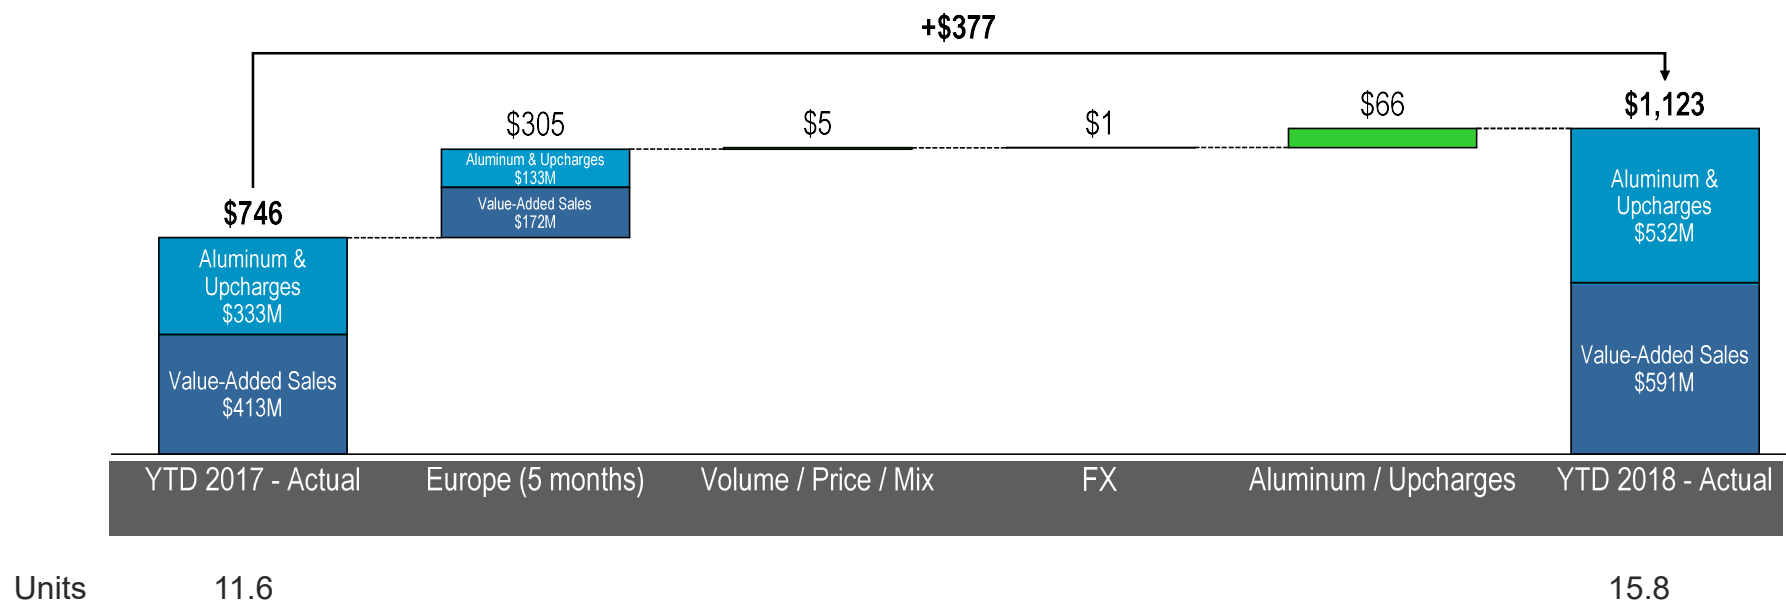 +$377
$746
$305
$5
$1
$66
$1,123
Aluminum &
Upcharges
$333M
Value-Added Sales
$413M
Aluminum & Upcharges
$133M
Value-Added Sales
$172M
Aluminum &
Upcharges
$532M
Value-Added Sales
$591M
YTD 2017 - Actual
Europe (5 months)
Volume / Price / Mix
FX
Aluminum / Upcharges
YTD 2018 - Actual
Units 11.6 15.8